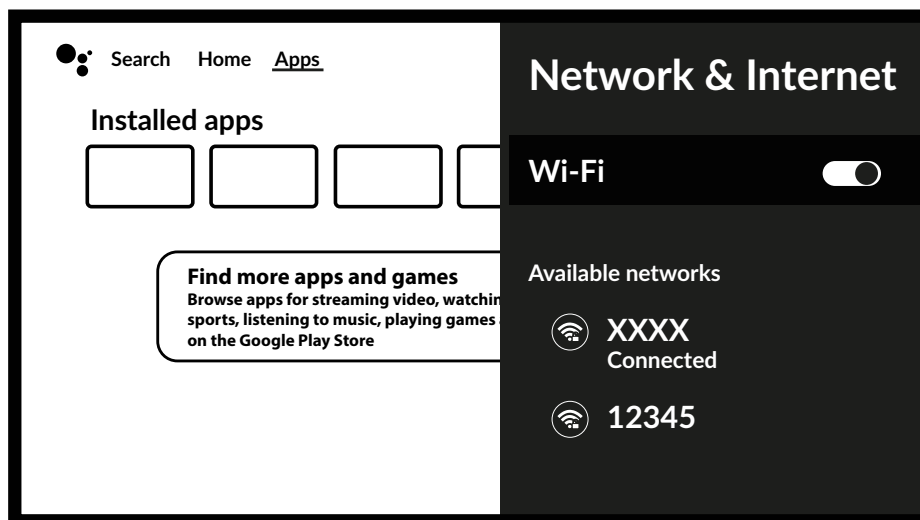 Search Home Apps
Installed apps
Find more apps and games
Browse apps for streaming video, watchin
sports, listening to music, playing games
on the Google Play Store
Network & Internet
Wi-Fi
Available networks
XXXX
Connected
12345